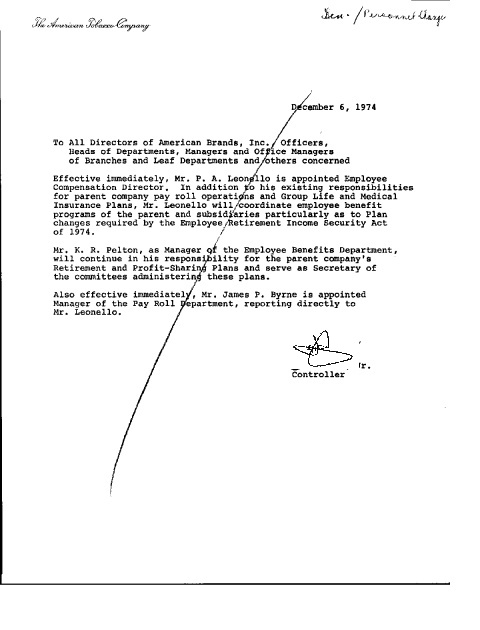 The American Tobacco Company
Gen. / Personnel Change
December 6, 1974
To All Directors of American Brands, Inc., Officers,
Heads of Departments, Managers and Office Managers
of Branches and Leaf Departments and others concerned
Effective immediately, Mr. P. A. Leonello is appointed Employee
Compensation Director. In addition to his existing responsibilities
for parent company pay roll operations and Group Life and Medical
Insurance Plans, Mr. Leonello will coordinate employee benefit
programs of the parent and subsidiaries particularly as to Plan
changes required by the Employee Retirement Income Security Act
of 1974.
Mr. K. R. Pelton, as Manager of the Employee Benefits Department,
will continue in his responsibility for the parent company's
Retirement and Profit-Sharing Plans and serve as Secretary of
the committees administering these plans.
Also effective immediately, Mr. James P. Byrne is appointed
Manager of the Pay Roll Department, reporting directly to
Mr. Leonello.
Controller